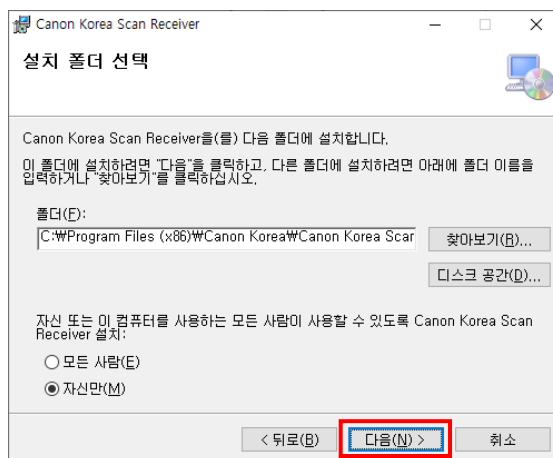 Canon Korea Scan Receiver
설치 폴더 선택
Canon Korea Scan Receiver을(를) 다음 폴더에 설치합니다.
이 폴더에 설치하려면 "다음"을 클릭하고, 다른 폴더에 설치하려면 아래에 폴더 이름을
입력하거나 "찾아보기"를 클릭하십시오.
폴더(F):
C:₩Program Files (x86)₩Canon Korea₩Canon Korea Scar
찾아보기(R)...
디스크 공간(D)...
자신 또는 이 컴퓨터를 사용하는 모든 사람이 사용할 수 있도록 Canon Korea Scan
Receiver 설치:
모든 사람(E)
자신만(M)
< 뒤로(B)
다음(N) >
취소